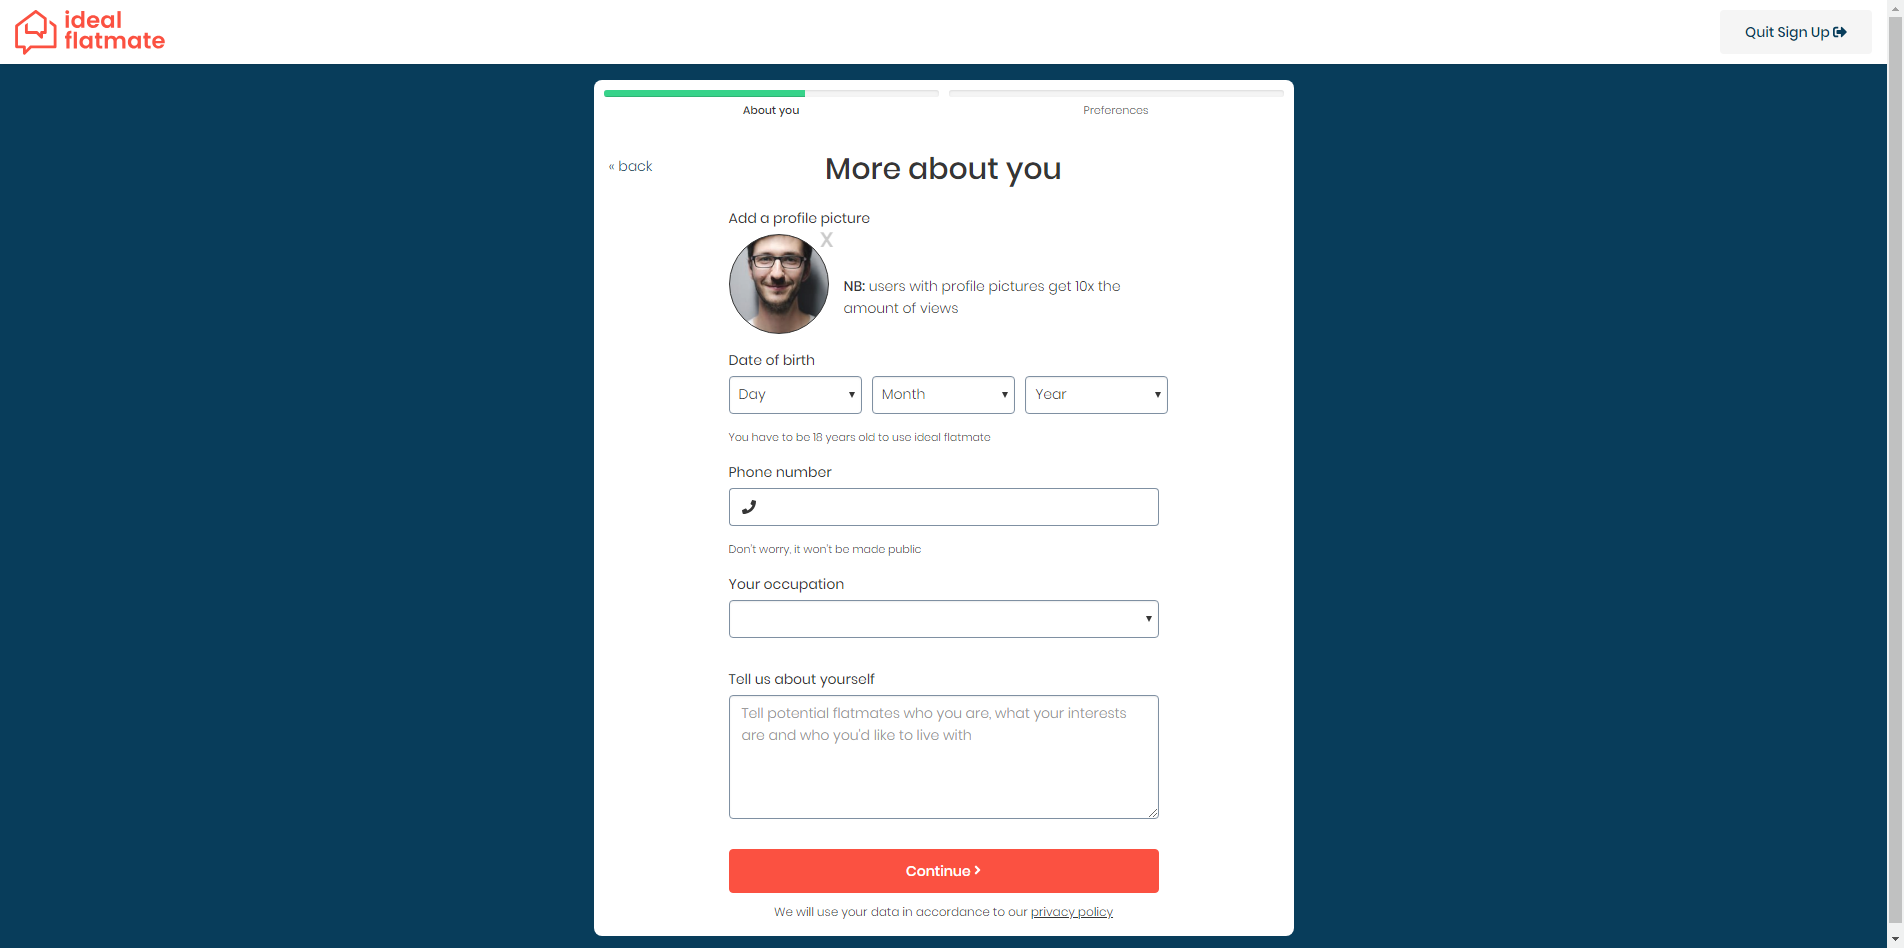 ideal
flatmate
Quit Sign Up
About you
Preferences
« back
More about you
Add a profile picture
X
NB: users with profile pictures get 10x the
amount of views
Date of birth
Day
Month
Year
You have to be 18 years old to use ideal flatmate
Phone number
Don't worry, it won't be made public
Your occupation
Tell us about yourself
Tell potential flatmates who you are, what your interests
are and who you'd like to live with
Continue
We will use your data in accordance to our privacy policy